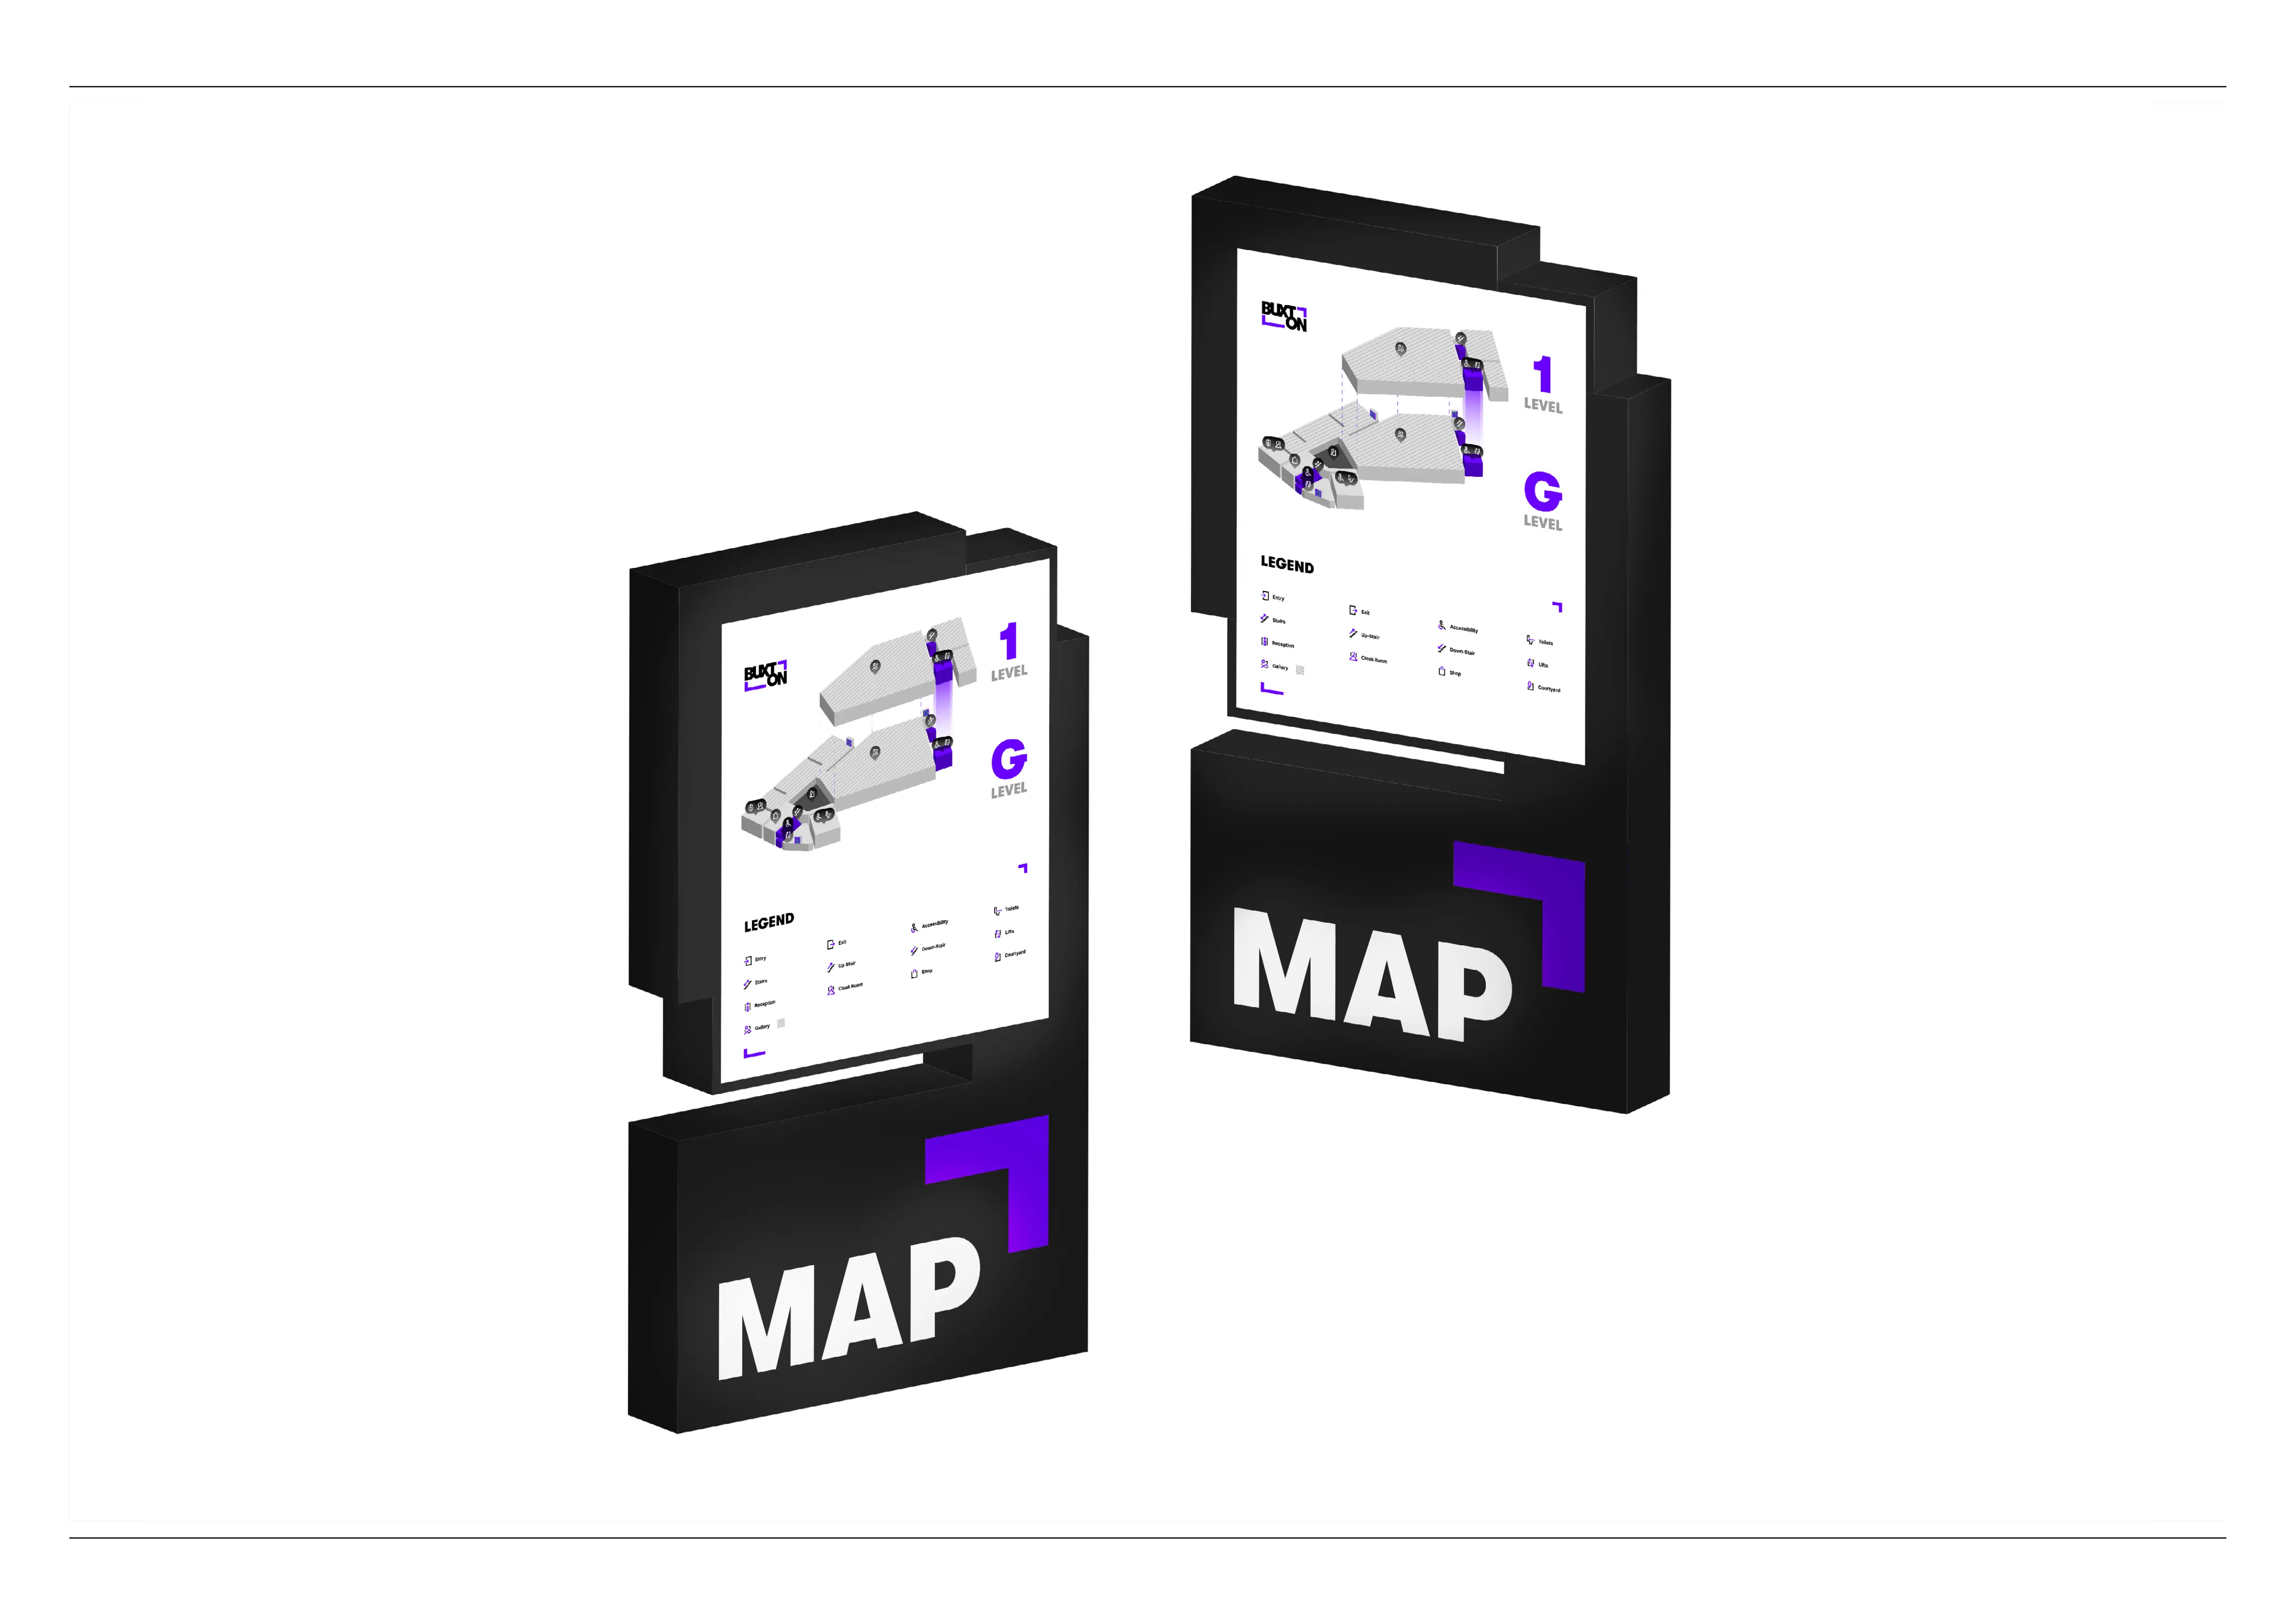 BUXT
ON
1
LEVEL
G
LEVEL
LEGEND
Entry
Stairs
Reception
Gallery
Exit
Up-Stair
Cloak Room
Accessibility
Down-Stair
Shop
Toilets
Lifts
Courtyard
MAP
BUXT
ON
1
LEVEL
G
LEVEL
LEGEND
Entry
Stairs
Reception
Gallery
Exit
Up-Stair
Cloak Room
Accessibility
Down-Stair
Shop
Toilets
Lifts
Courtyard
MAP